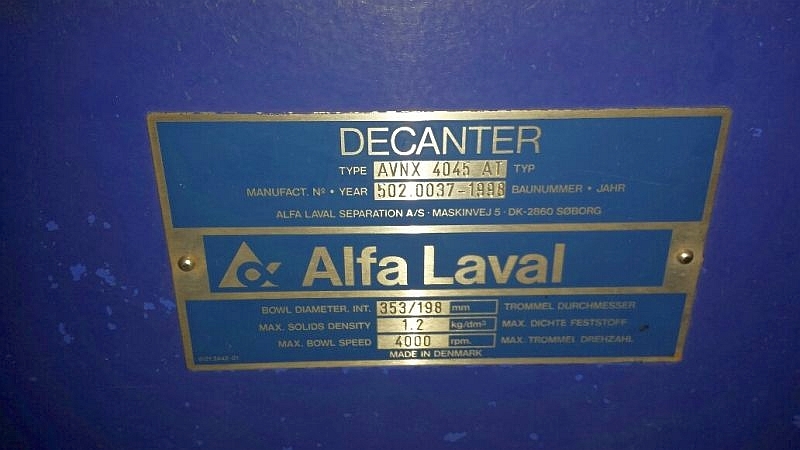 DECANTER
TYPE AVNX 4045 AT TYP
MANUFACT. Nº • YEAR 502.0037-1998 BAUNUMMER • JAHR
ALFA LAVAL SEPARATION A/S · MASKINVEJ 5 · DK-2860 SØBORG
Alfa Laval
BOWL DIAMETER. INT. 353/198 mm TROMMEL DURCHMESSER
MAX. SOLIDS DENSITY 1.2 kg/dm³ MAX. DICHTE FESTSTOFF
MAX. BOWL SPEED 4000 rpm. MAX. TROMMEL DREHZAHL
MADE IN DENMARK